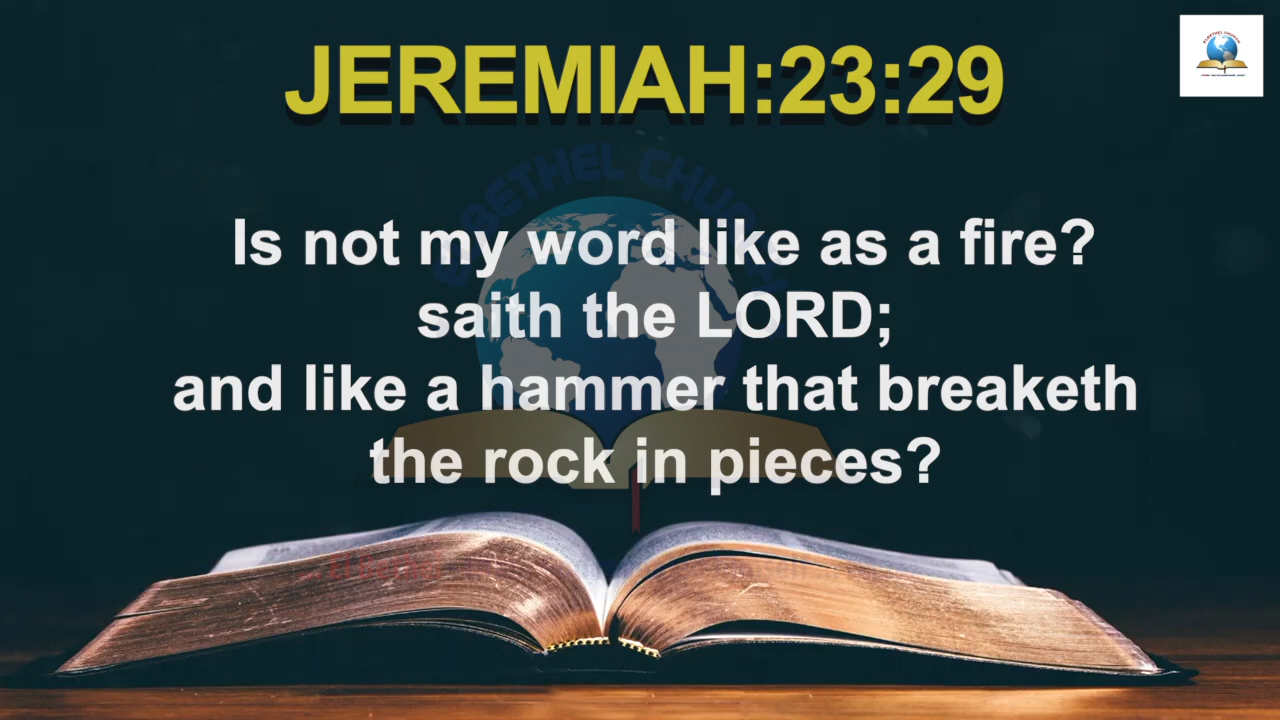 JEREMIAH:23:29
Is not my word like as a fire?
saith the LORD;
and like a hammer that breaketh
the rock in pieces?